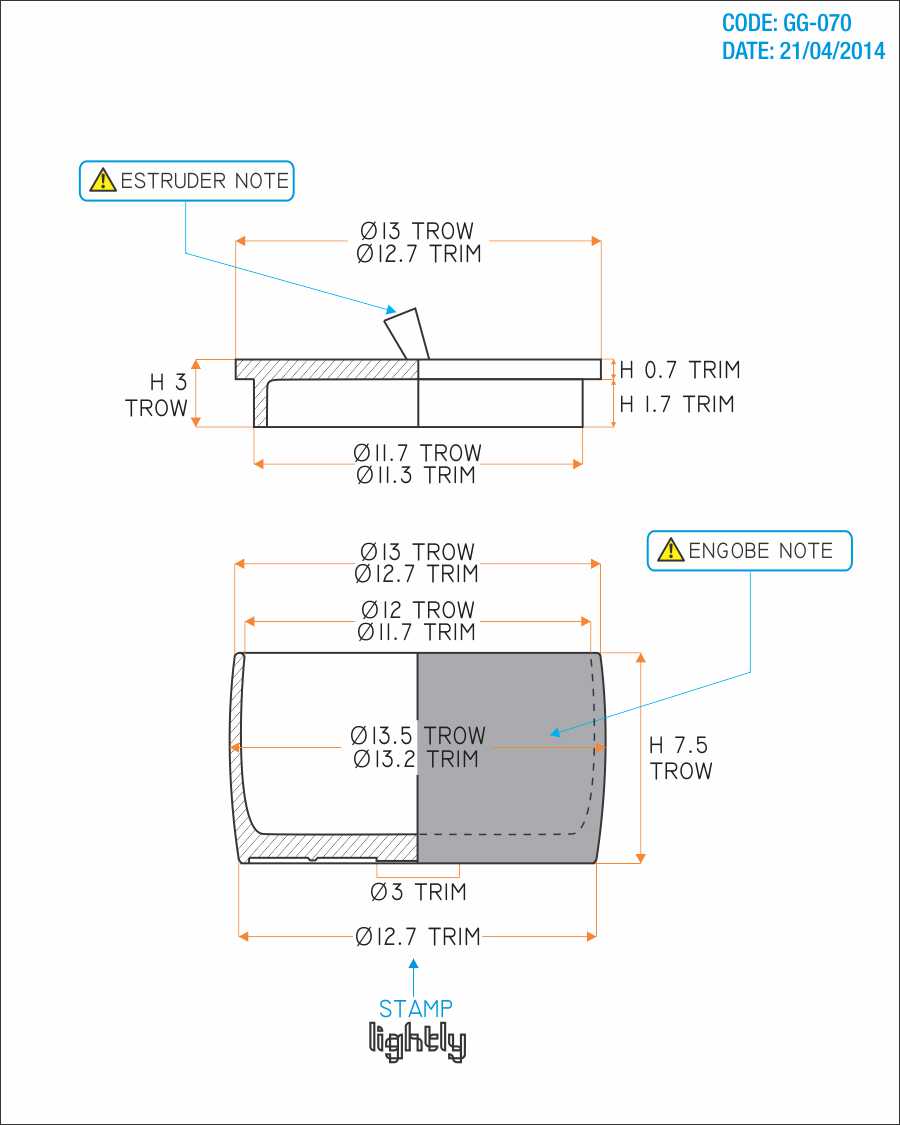 CODE: GG-070
DATE: 21/04/2014
ESTRUDER NOTE
Ø13 TROW
Ø12.7 TRIM
H 3
TROW
H 0.7 TRIM
H 1.7 TRIM
Ø11.7 TROW
Ø11.3 TRIM
ENGOBE NOTE
Ø13 TROW
Ø12.7 TRIM
Ø12 TROW
Ø11.7 TRIM
Ø13.5 TROW
Ø13.2 TRIM
H 7.5
TROW
Ø3 TRIM
Ø12.7 TRIM
STAMP
lightly